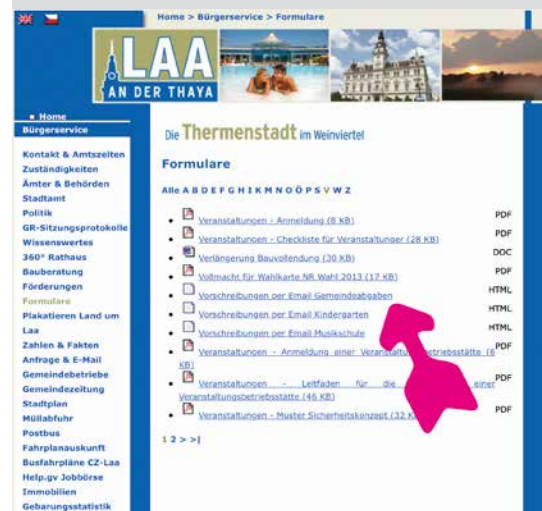 Home > Bürgerservice > Formulare
LAA
AN DER THAYA
Home
Bürgerservice
Kontakt & Amtszeiten
Zuständigkeiten
Ämter & Behörden
Stadtamt
Politik
GR-Sitzungsprotokolle
Wissenswertes
360° Rathaus
Bauberatung
Förderungen
Formulare
Plakatieren Land um
Laa
Zahlen & Fakten
Anfrage & E-Mail
Gemeindebetriebe
Gemeindezeitung
Stadtplan
Müllabfuhr
Postbus
Fahrplanauskunft
Busfahrpläne CZ-Laa
Help.gv Jobbörse
Immobilien
Gebarungsstatistik
Die Thermenstadt im Weinviertel
Formulare
Alle A B D E F G H I K M N O Ö P S V W Z
Veranstaltungen - Anmeldung (8 KB) PDF
Veranstaltungen - Checkliste für Veranstaltunger (28 KB) PDF
Verlängerung Bauvollendung (30 KB) DOC
Vollmacht für Wahlkarte NR Wahl 2013 (17 KB) PDF
Vorschreibungen per Email Gemeindeabgaben HTML
Vorschreibungen per Email Kindergarten HTML
Vorschreibungen per Email Musikschule HTML
Veranstaltungen - Anmeldung einer (6 PDF
KB)
Veranstaltungen - Leitfaden für die einer PDF
Veranstaltungsbetriebsstätte (46 KB)
Veranstaltungen - Muster Sicherheitskonzept (32 PDF
1 2 > >|